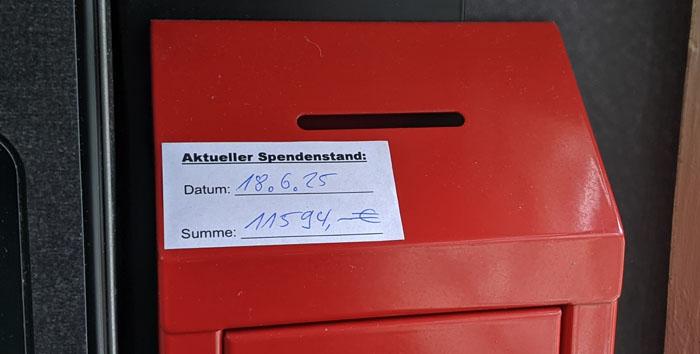 Aktueller Spendenstand:
Datum: 18.6.25
Summe: 11594,-€